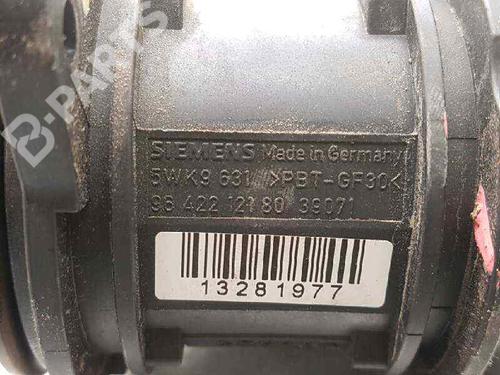 B-PARTS
SIEMENS Made in Germany
5WK9 631 >PBT-GF30<
96 422 121 80 39071
13281977